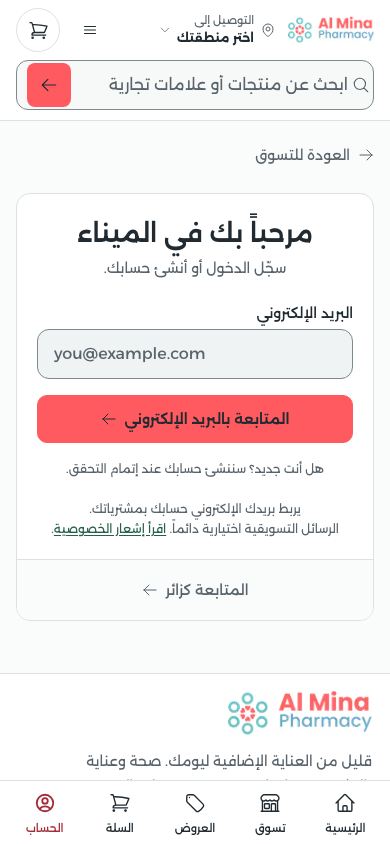 Al Mina
Pharmacy
التوصيل إلى
اختر منطقتك
ابحث عن منتجات أو علامات تجارية
العودة للتسوق
مرحباً بك في الميناء
سجّل الدخول أو أنشئ حسابك.
البريد الإلكتروني
you@example.com
المتابعة بالبريد الإلكتروني
هل أنت جديد؟ سننشئ حسابك عند إتمام التحقق.
يربط بريدك الإلكتروني حسابك بمشترياتك.
الرسائل التسويقية اختيارية دائماً. اقرأ إشعار الخصوصية.
المتابعة كزائر
Al Mina
Pharmacy
قليل من العناية الإضافية ليومك. صحة وعناية
الرئيسية
تسوق
العروض
السلة
الحساب